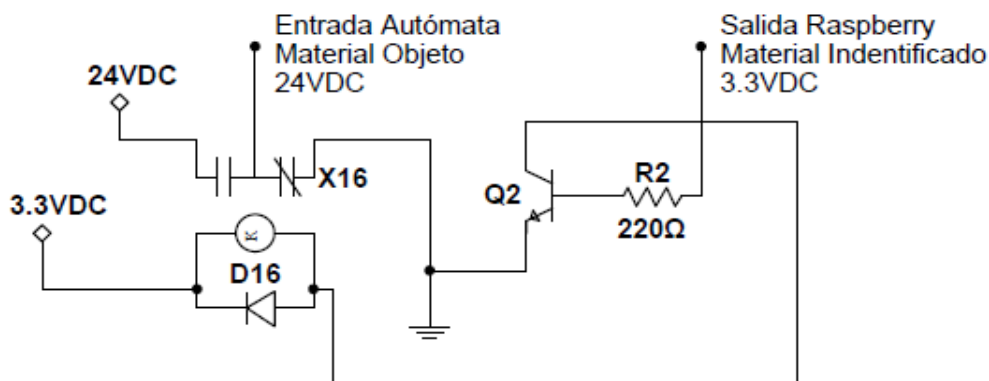 Entrada Autómata
Material Objeto
24VDC
Salida Raspberry
Material Indentificado
3.3VDC
24VDC
X16
3.3VDC
K
D16
Q2
R2
220Ω